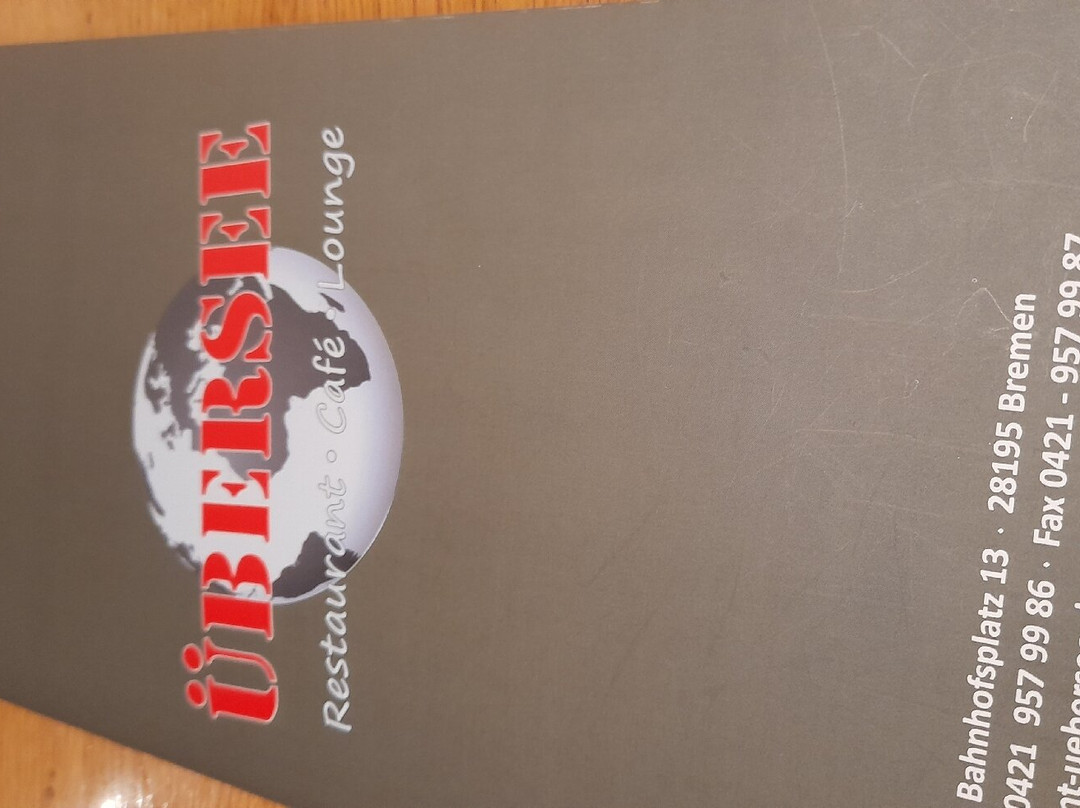 ÜBERSEE
Restaurant ◦ Café ◦ Lounge
Bahnhofsplatz 13 · 28195 Bremen
0421 957 99 86 · Fax 0421 - 957 99 87